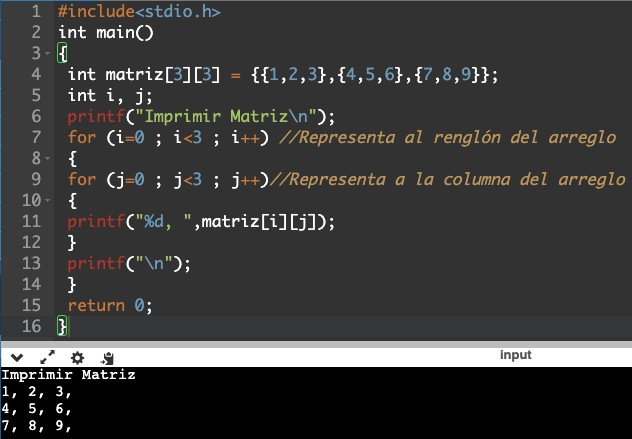 1 #include<stdio.h>
2 int main()
3 {
4 int matriz[3][3] = {{1,2,3},{4,5,6},{7,8,9}};
5 int i, j;
6 printf("Imprimir Matriz\n");
7 for (i=0 ; i<3 ; i++) //Representa al renglón del arreglo
8 {
9 for (j=0 ; j<3 ; j++)//Representa a la columna del arreglo
10 {
11 printf("%d, ",matriz[i][j]);
12 }
13 printf("\n");
14 }
15 return 0;
16 }
input
Imprimir Matriz
1, 2, 3,
4, 5, 6,
7, 8, 9,